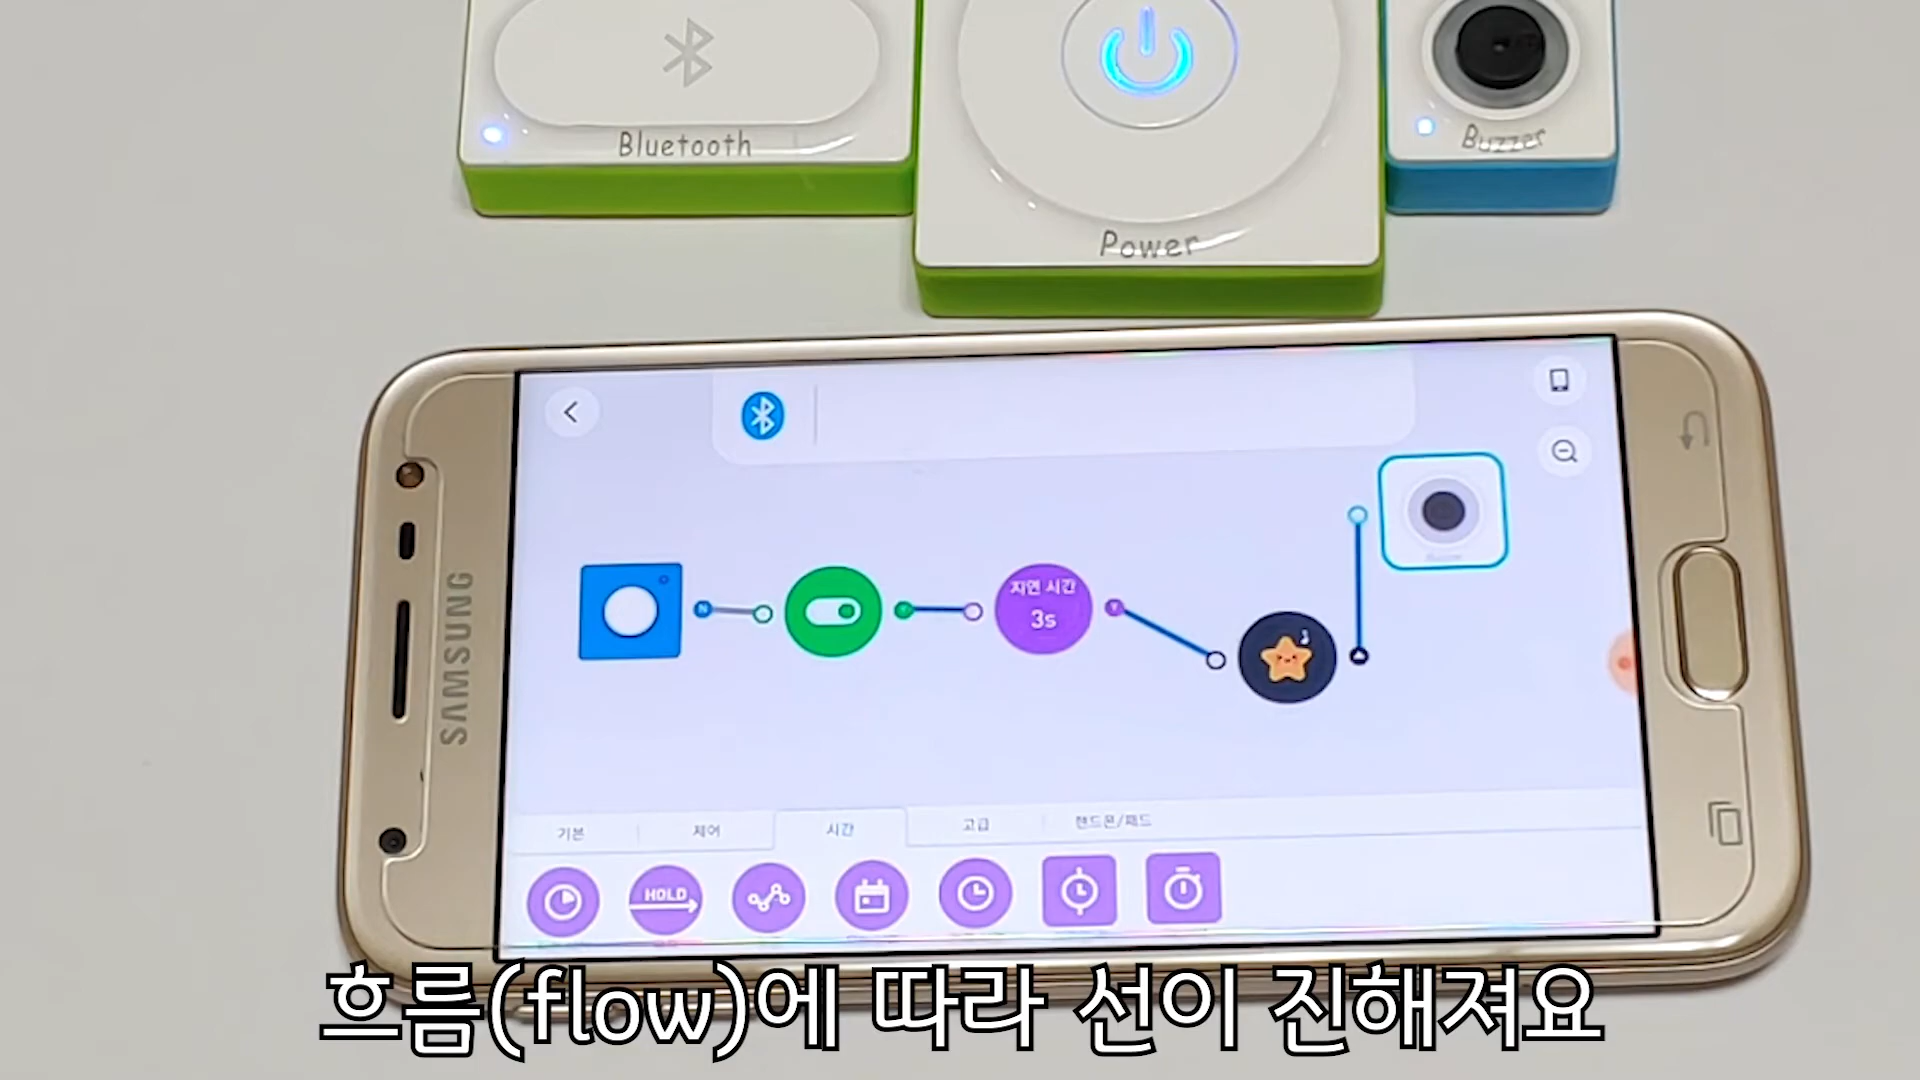 Bluetooth
Power
Buzzer
SAMSUNG
N
지연 시간
3s
Y
기본
제어
시간
고급
핸드폰/패드
HOLD
흐름(flow)에 따라 선이 진해져요